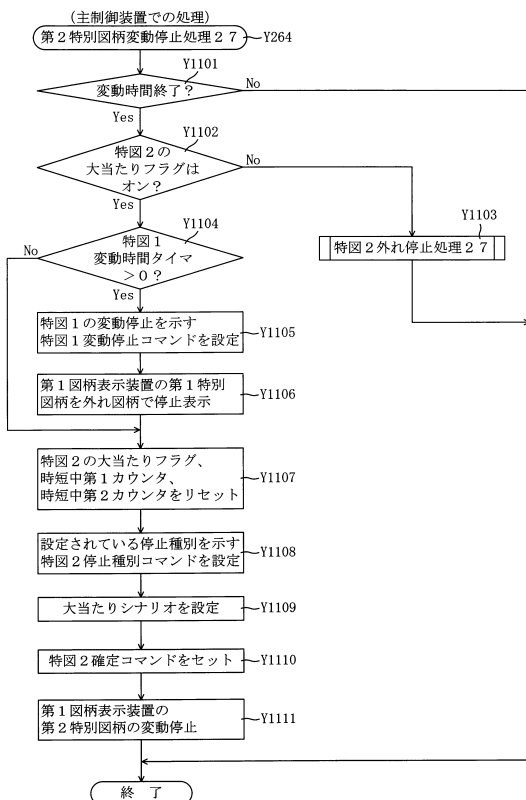 (主制御装置での処理)
第2特別図柄変動停止処理27
Y264
Y1101
変動時間終了?
No
Yes
Y1102
特図2の
大当たりフラグは
オン?
No
Yes
Y1103
特図2外れ停止処理27
Y1104
特図1
変動時間タイマ
>0?
No
Yes
特図1の変動停止を示す
特図1変動停止コマンドを設定
Y1105
第1図柄表示装置の第1特別
図柄を外れ図柄で停止表示
Y1106
特図2の大当たりフラグ、
時短中第1カウンタ、
時短中第2カウンタをリセット
Y1107
設定されている停止種別を示す
特図2停止種別コマンドを設定
Y1108
大当たりシナリオを設定
Y1109
特図2確定コマンドをセット
Y1110
第1図柄表示装置の
第2特別図柄の変動停止
Y1111
終 了